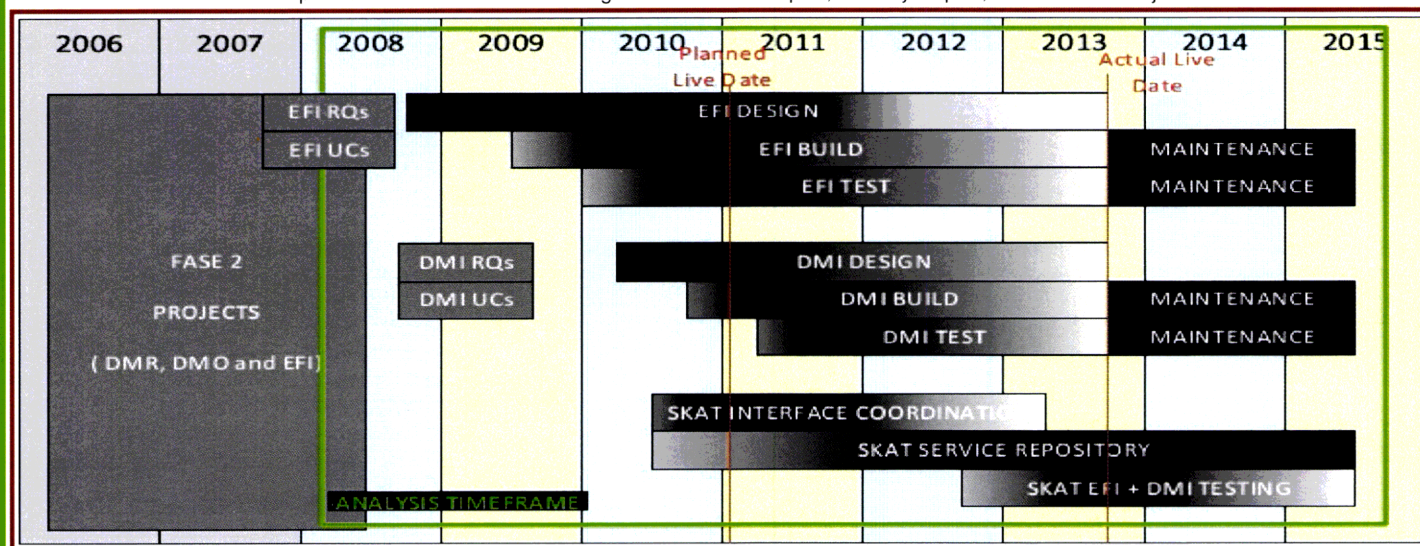 2006 2007 2008 2009 2010 2011 2012 2013 2014 2015
Planned
Live Date
Actual Live
Date
EFI RQs
EFI DESIGN
EFI UCs
EFI BUILD
MAINTENANCE
EFI TEST
MAINTENANCE
FASE 2
PROJECTS
( DMR, DMO and EFI)
DMI RQs
DMI DESIGN
DMI UCs
DMI BUILD
MAINTENANCE
DMI TEST
MAINTENANCE
SKAT INTERFACE COORDINATIO
SKAT SERVICE REPOSITORY
SKAT EFI + DMI TESTING
ANALYSIS TIMEFRAME